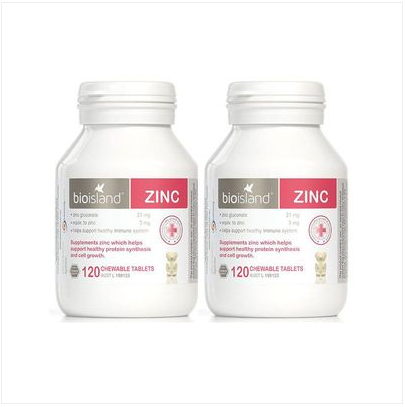 bioisland ZINC
• zinc gluconate 21 mg
• equiv. to zinc 3 mg
• helps support healthy immune system
Supplements zinc which helps
support healthy protein synthesis
and cell growth.
120 CHEWABLE TABLETS
bioisland ZINC
• zinc gluconate 21 mg
• equiv. to zinc 3 mg
• helps support healthy immune system
Supplements zinc which helps
support healthy protein synthesis
and cell growth.
120 CHEWABLE TABLETS